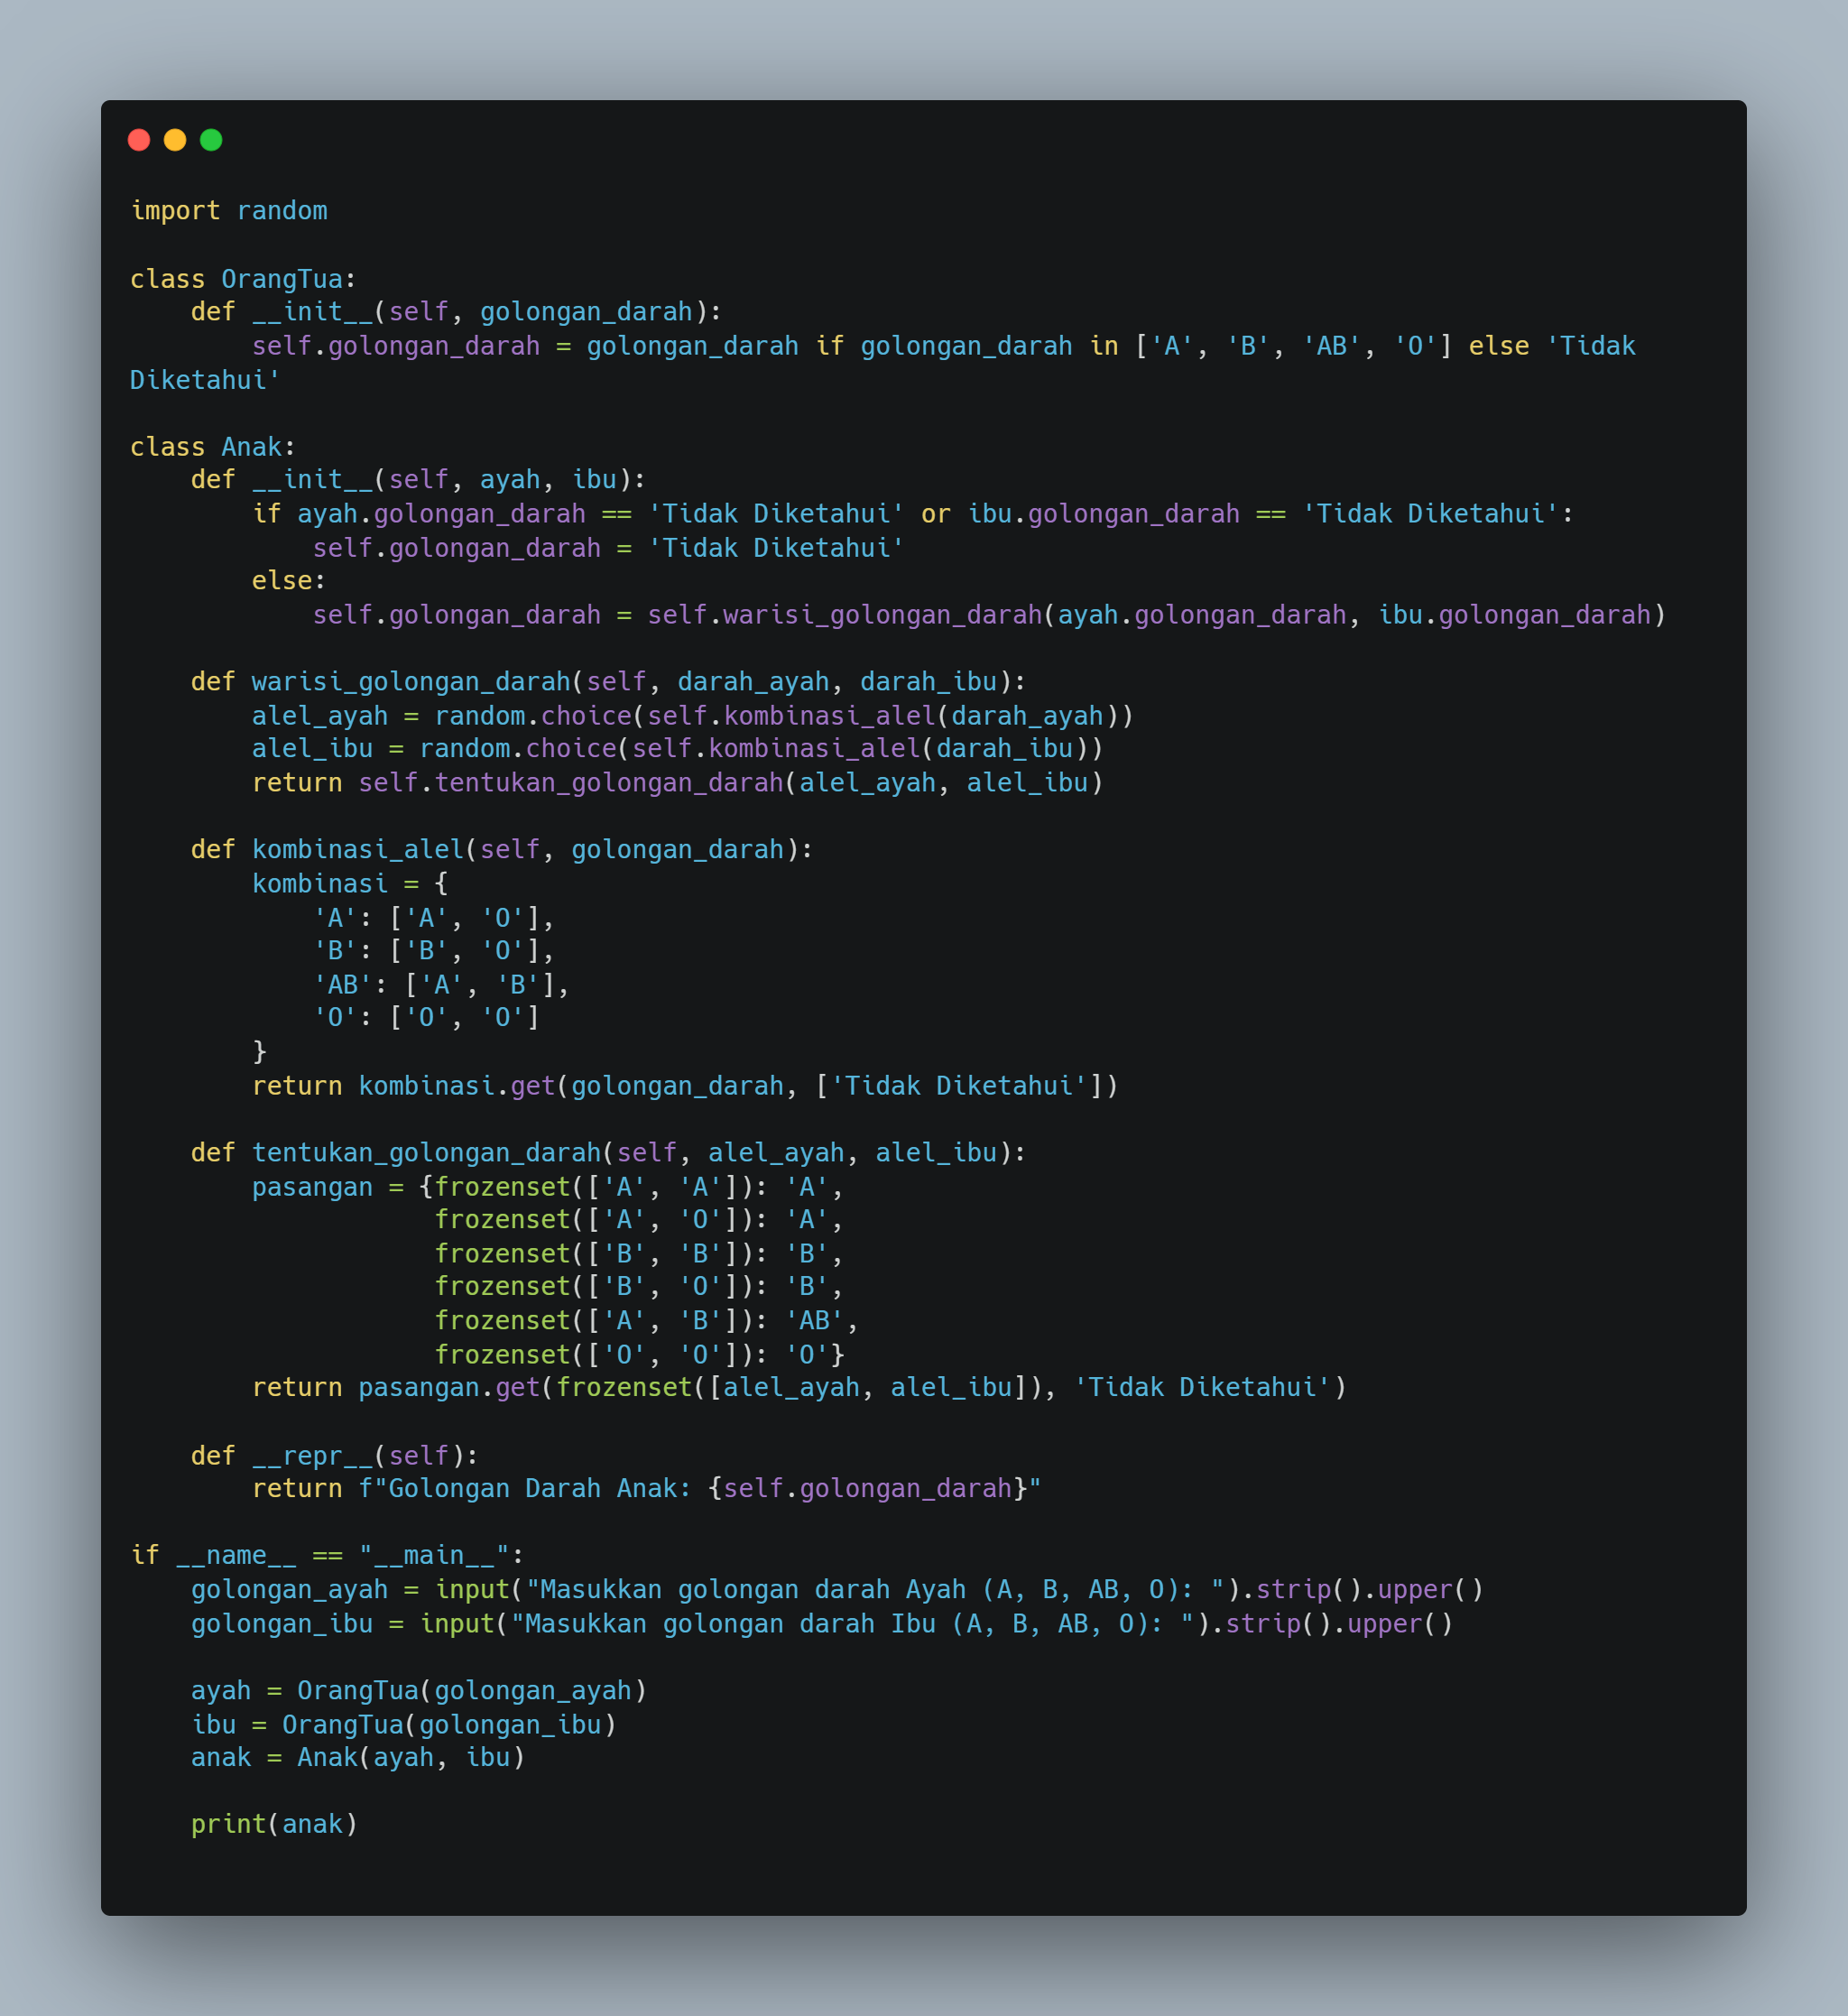 import random

class OrangTua:
    def __init__(self, golongan_darah):
        self.golongan_darah = golongan_darah if golongan_darah in ['A', 'B', 'AB', 'O'] else 'Tidak
Diketahui'

class Anak:
    def __init__(self, ayah, ibu):
        if ayah.golongan_darah == 'Tidak Diketahui' or ibu.golongan_darah == 'Tidak Diketahui':
            self.golongan_darah = 'Tidak Diketahui'
        else:
            self.golongan_darah = self.warisi_golongan_darah(ayah.golongan_darah, ibu.golongan_darah)

    def warisi_golongan_darah(self, darah_ayah, darah_ibu):
        alel_ayah = random.choice(self.kombinasi_alel(darah_ayah))
        alel_ibu = random.choice(self.kombinasi_alel(darah_ibu))
        return self.tentukan_golongan_darah(alel_ayah, alel_ibu)

    def kombinasi_alel(self, golongan_darah):
        kombinasi = {
            'A': ['A', 'O'],
            'B': ['B', 'O'],
            'AB': ['A', 'B'],
            'O': ['O', 'O']
        }
        return kombinasi.get(golongan_darah, ['Tidak Diketahui'])

    def tentukan_golongan_darah(self, alel_ayah, alel_ibu):
        pasangan = {frozenset(['A', 'A']): 'A',
                    frozenset(['A', 'O']): 'A',
                    frozenset(['B', 'B']): 'B',
                    frozenset(['B', 'O']): 'B',
                    frozenset(['A', 'B']): 'AB',
                    frozenset(['O', 'O']): 'O'}
        return pasangan.get(frozenset([alel_ayah, alel_ibu]), 'Tidak Diketahui')

    def __repr__(self):
        return f"Golongan Darah Anak: {self.golongan_darah}"

if __name__ == "__main__":
    golongan_ayah = input("Masukkan golongan darah Ayah (A, B, AB, O): ").strip().upper()
    golongan_ibu = input("Masukkan golongan darah Ibu (A, B, AB, O): ").strip().upper()

    ayah = OrangTua(golongan_ayah)
    ibu = OrangTua(golongan_ibu)
    anak = Anak(ayah, ibu)

    print(anak)